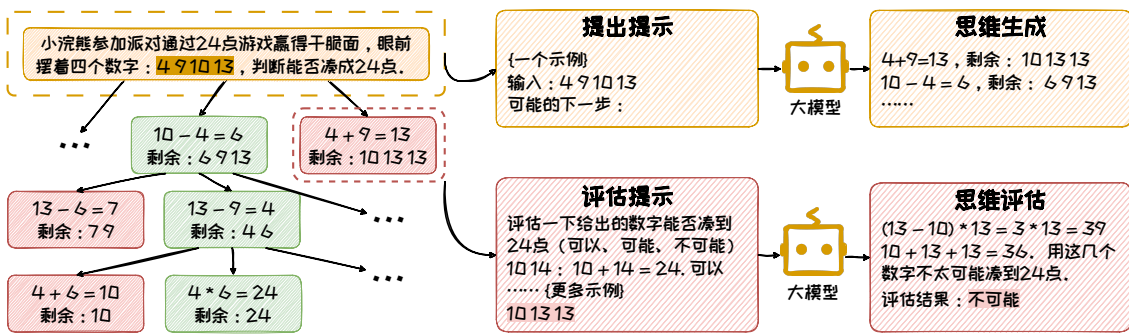 小浣熊参加派对通过24点游戏赢得干脆面，眼前
摆着四个数字：4 9 10 13，判断能否凑成24点.
...
10 - 4 = 6
剩余：6 9 13
4 + 9 = 13
剩余：10 13 13
13 - 6 = 7
剩余：7 9
13 - 9 = 4
剩余：4 6
...
4 + 6 = 10
剩余：10
4 * 6 = 24
剩余：24
...
提出提示
{一个示例}
输入：4 9 10 13
可能的下一步：
大模型
思维生成
4+9=13，剩余：10 13 13
10 - 4 = 6，剩余：6 9 13
……
评估提示
评估一下给出的数字能否凑到
24点（可以、可能、不可能）
10 14：10 + 14 = 24. 可以
…… {更多示例}
10 13 13
大模型
思维评估
(13 - 10) * 13 = 3 * 13 = 39
10 + 13 + 13 = 36. 用这几个
数字不太可能凑到24点.
评估结果：不可能